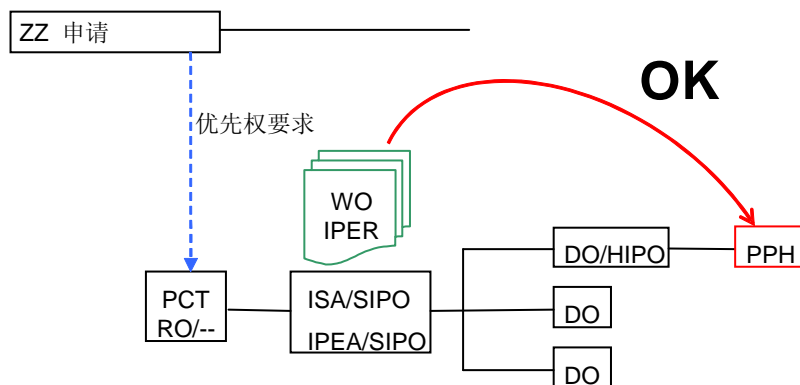 ZZ 申请
OK
优先权要求
WO
IPER
DO/HIPO
PPH
PCT
RO/--
ISA/SIPO
IPEA/SIPO
DO
DO